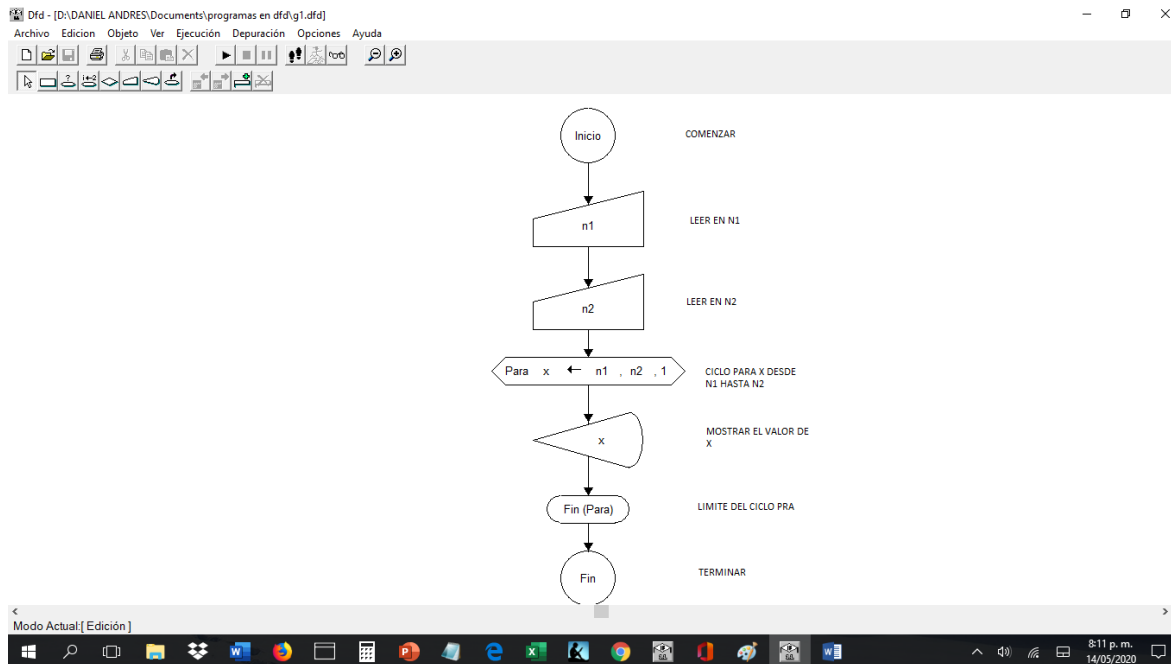 Dfd - [D:\DANIEL ANDRES\Documents\programas en dfd\g1.dfd]
Archivo Edicion Objeto Ver Ejecución Depuración Opciones Ayuda
Inicio
COMENZAR
n1
LEER EN N1
n2
LEER EN N2
Para x ← n1 , n2 , 1
CICLO PARA X DESDE
N1 HASTA N2
x
MOSTRAR EL VALOR DE
X
Fin (Para)
LIMITE DEL CICLO PRA
Fin
TERMINAR
Modo Actual:[ Edición ]
8:11 p. m.
14/05/2020